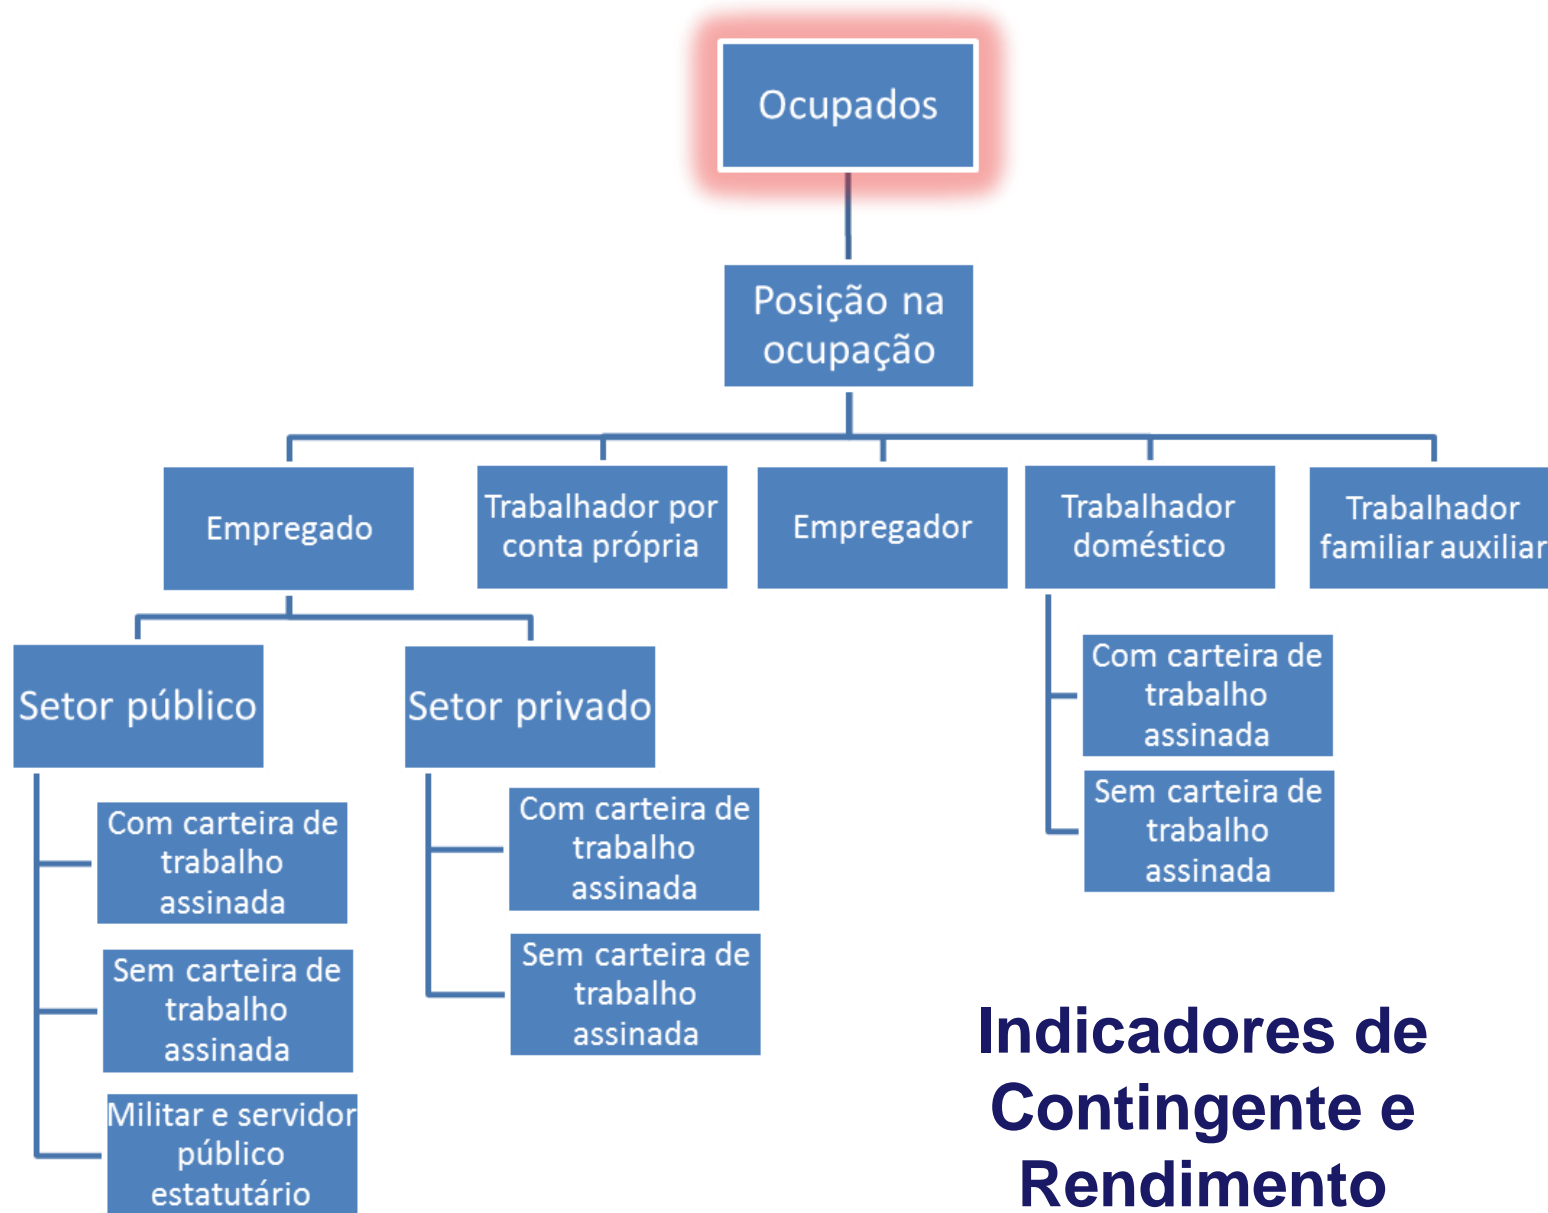 Ocupados
Posição na
ocupação
Empregado
Trabalhador por
conta própria
Empregador
Trabalhador
doméstico
Trabalhador
familiar auxiliar
Setor público
Com carteira de
trabalho
assinada
Sem carteira de
trabalho
assinada
Militar e servidor
público
estatutário
Setor privado
Com carteira de
trabalho
assinada
Sem carteira de
trabalho
assinada
Com carteira de
trabalho
assinada
Sem carteira de
trabalho
assinada
Indicadores de
Contingente e
Rendimento